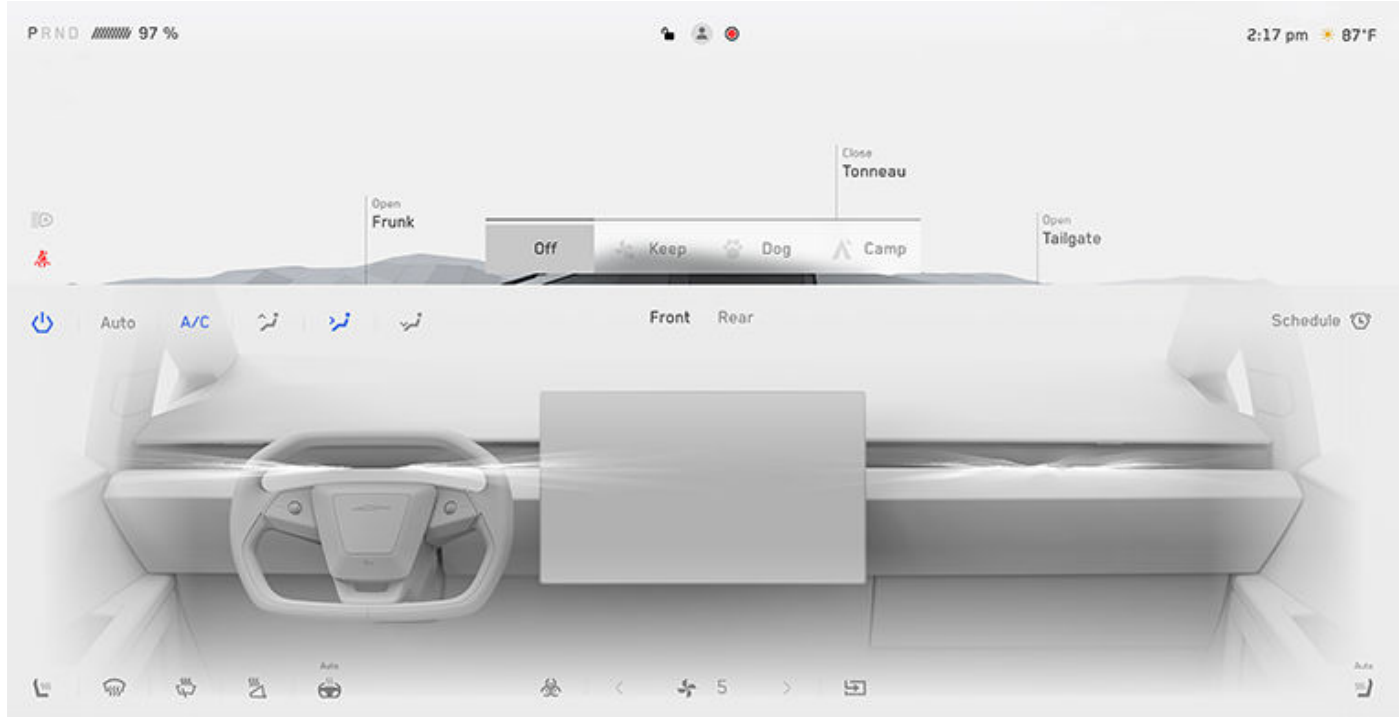 PRND 97 %
2:17 pm 87°F
Close
Tonneau
Open
Frunk
Open
Tailgate
Off Keep Dog Camp
Auto A/C
Front Rear
Schedule
Auto
5
Auto